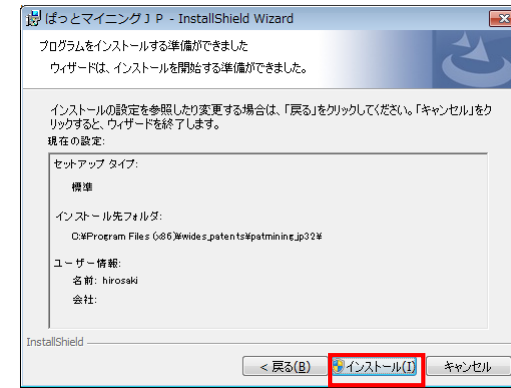 ぱっとマイニングJP - InstallShield Wizard
プログラムをインストールする準備ができました
ウィザードは、インストールを開始する準備ができました。
インストールの設定を参照したり変更する場合は、「戻る」をクリックしてください。「キャンセル」をク
リックすると、ウィザードを終了します。
現在の設定:
セットアップ タイプ:
標準
インストール先フォルダ:
C:¥Program Files (x86)¥wides_patents¥patmining_jp32¥
ユーザー情報:
名前: hirosaki
会社:
InstallShield
< 戻る(B)
インストール(I)
キャンセル